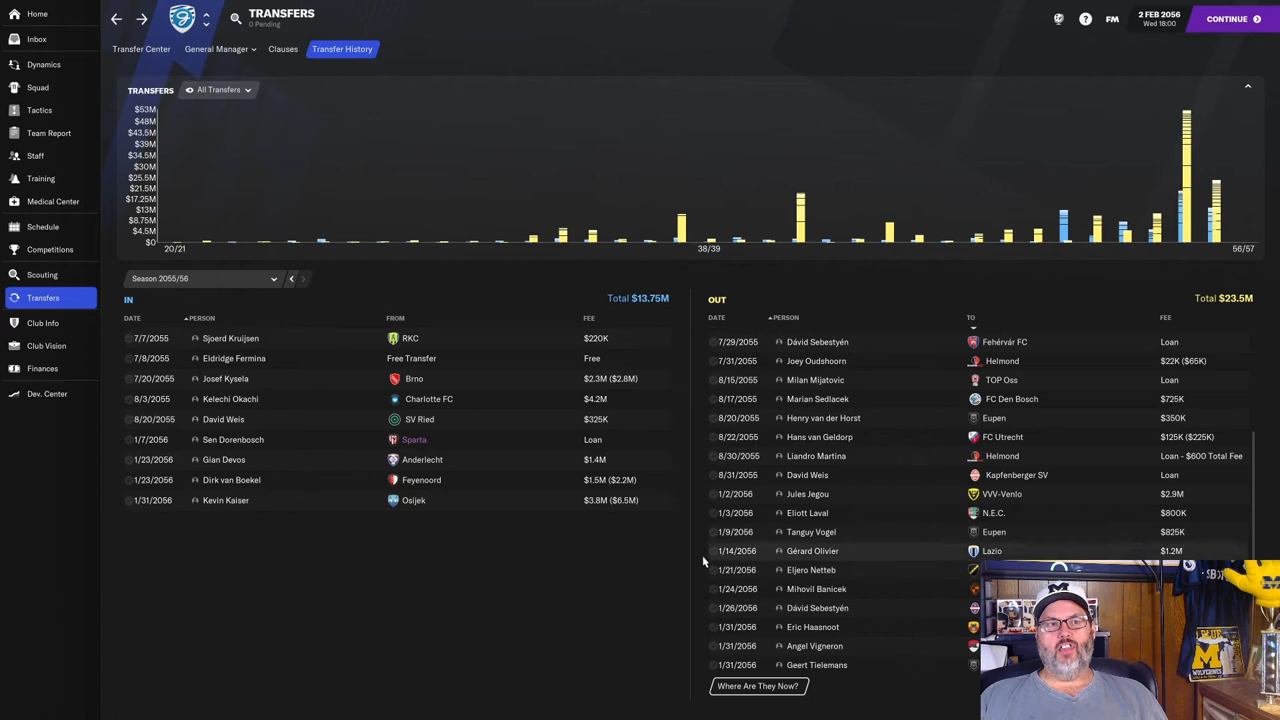 Home
Inbox
Dynamics
Squad
Tactics
Team Report
Staff
Training
Medical Center
Schedule
Competitions
Scouting
Transfers
Club Info
Club Vision
Finances
Dev. Center
TRANSFERS
0 Pending
FM
2 FEB 2056
Wed 18:00
CONTINUE
Transfer Center General Manager Clauses Transfer History
TRANSFERS All Transfers
$53M
$48M
$43.5M
$39M
$34.5M
$30M
$25.5M
$21.5M
$17.25M
$13M
$8.75M
$4.5M
$0
20/21 38/39 56/57
Season 2055/56
IN Total $13.75M
DATE PERSON FROM FEE
7/7/2055 Sjoerd Kruijsen RKC $220K
7/8/2055 Eldridge Fermina Free Transfer Free
7/20/2055 Josef Kysela Brno $2.3M ($2.8M)
8/3/2055 Kelechi Okachi Charlotte FC $4.2M
8/20/2055 David Weis SV Ried $325K
1/7/2056 Sen Dorenbosch Sparta Loan
1/23/2056 Gian Devos Anderlecht $1.4M
1/23/2056 Dirk van Boekel Feyenoord $1.5M ($2.2M)
1/31/2056 Kevin Kaiser Osijek $3.8M ($6.5M)
OUT Total $23.5M
DATE PERSON TO FEE
7/29/2055 Dávid Sebestyén Fehérvár FC Loan
7/31/2055 Joey Oudshoorn Helmond $22K ($65K)
8/15/2055 Milan Mijatovic TOP Oss Loan
8/17/2055 Marian Sedlacek FC Den Bosch $725K
8/20/2055 Henry van der Horst Eupen $350K
8/22/2055 Hans van Geldorp FC Utrecht $125K ($225K)
8/30/2055 Liandro Martina Helmond Loan - $600 Total Fee
8/31/2055 David Weis Kapfenberger SV Loan
1/2/2056 Jules Jegou VVV-Venlo $2.9M
1/3/2056 Eliott Laval N.E.C. $800K
1/9/2056 Tanguy Vogel Eupen $825K
1/14/2056 Gérard Olivier Lazio $1.2M
1/21/2056 Eljero Netteb
1/24/2056 Mihovil Banicek
1/26/2056 Dávid Sebestyén
1/31/2056 Eric Haasnoot
1/31/2056 Angel Vigneron
1/31/2056 Geert Tielemans
Where Are They Now?
M
BLUE
WOLVERINES